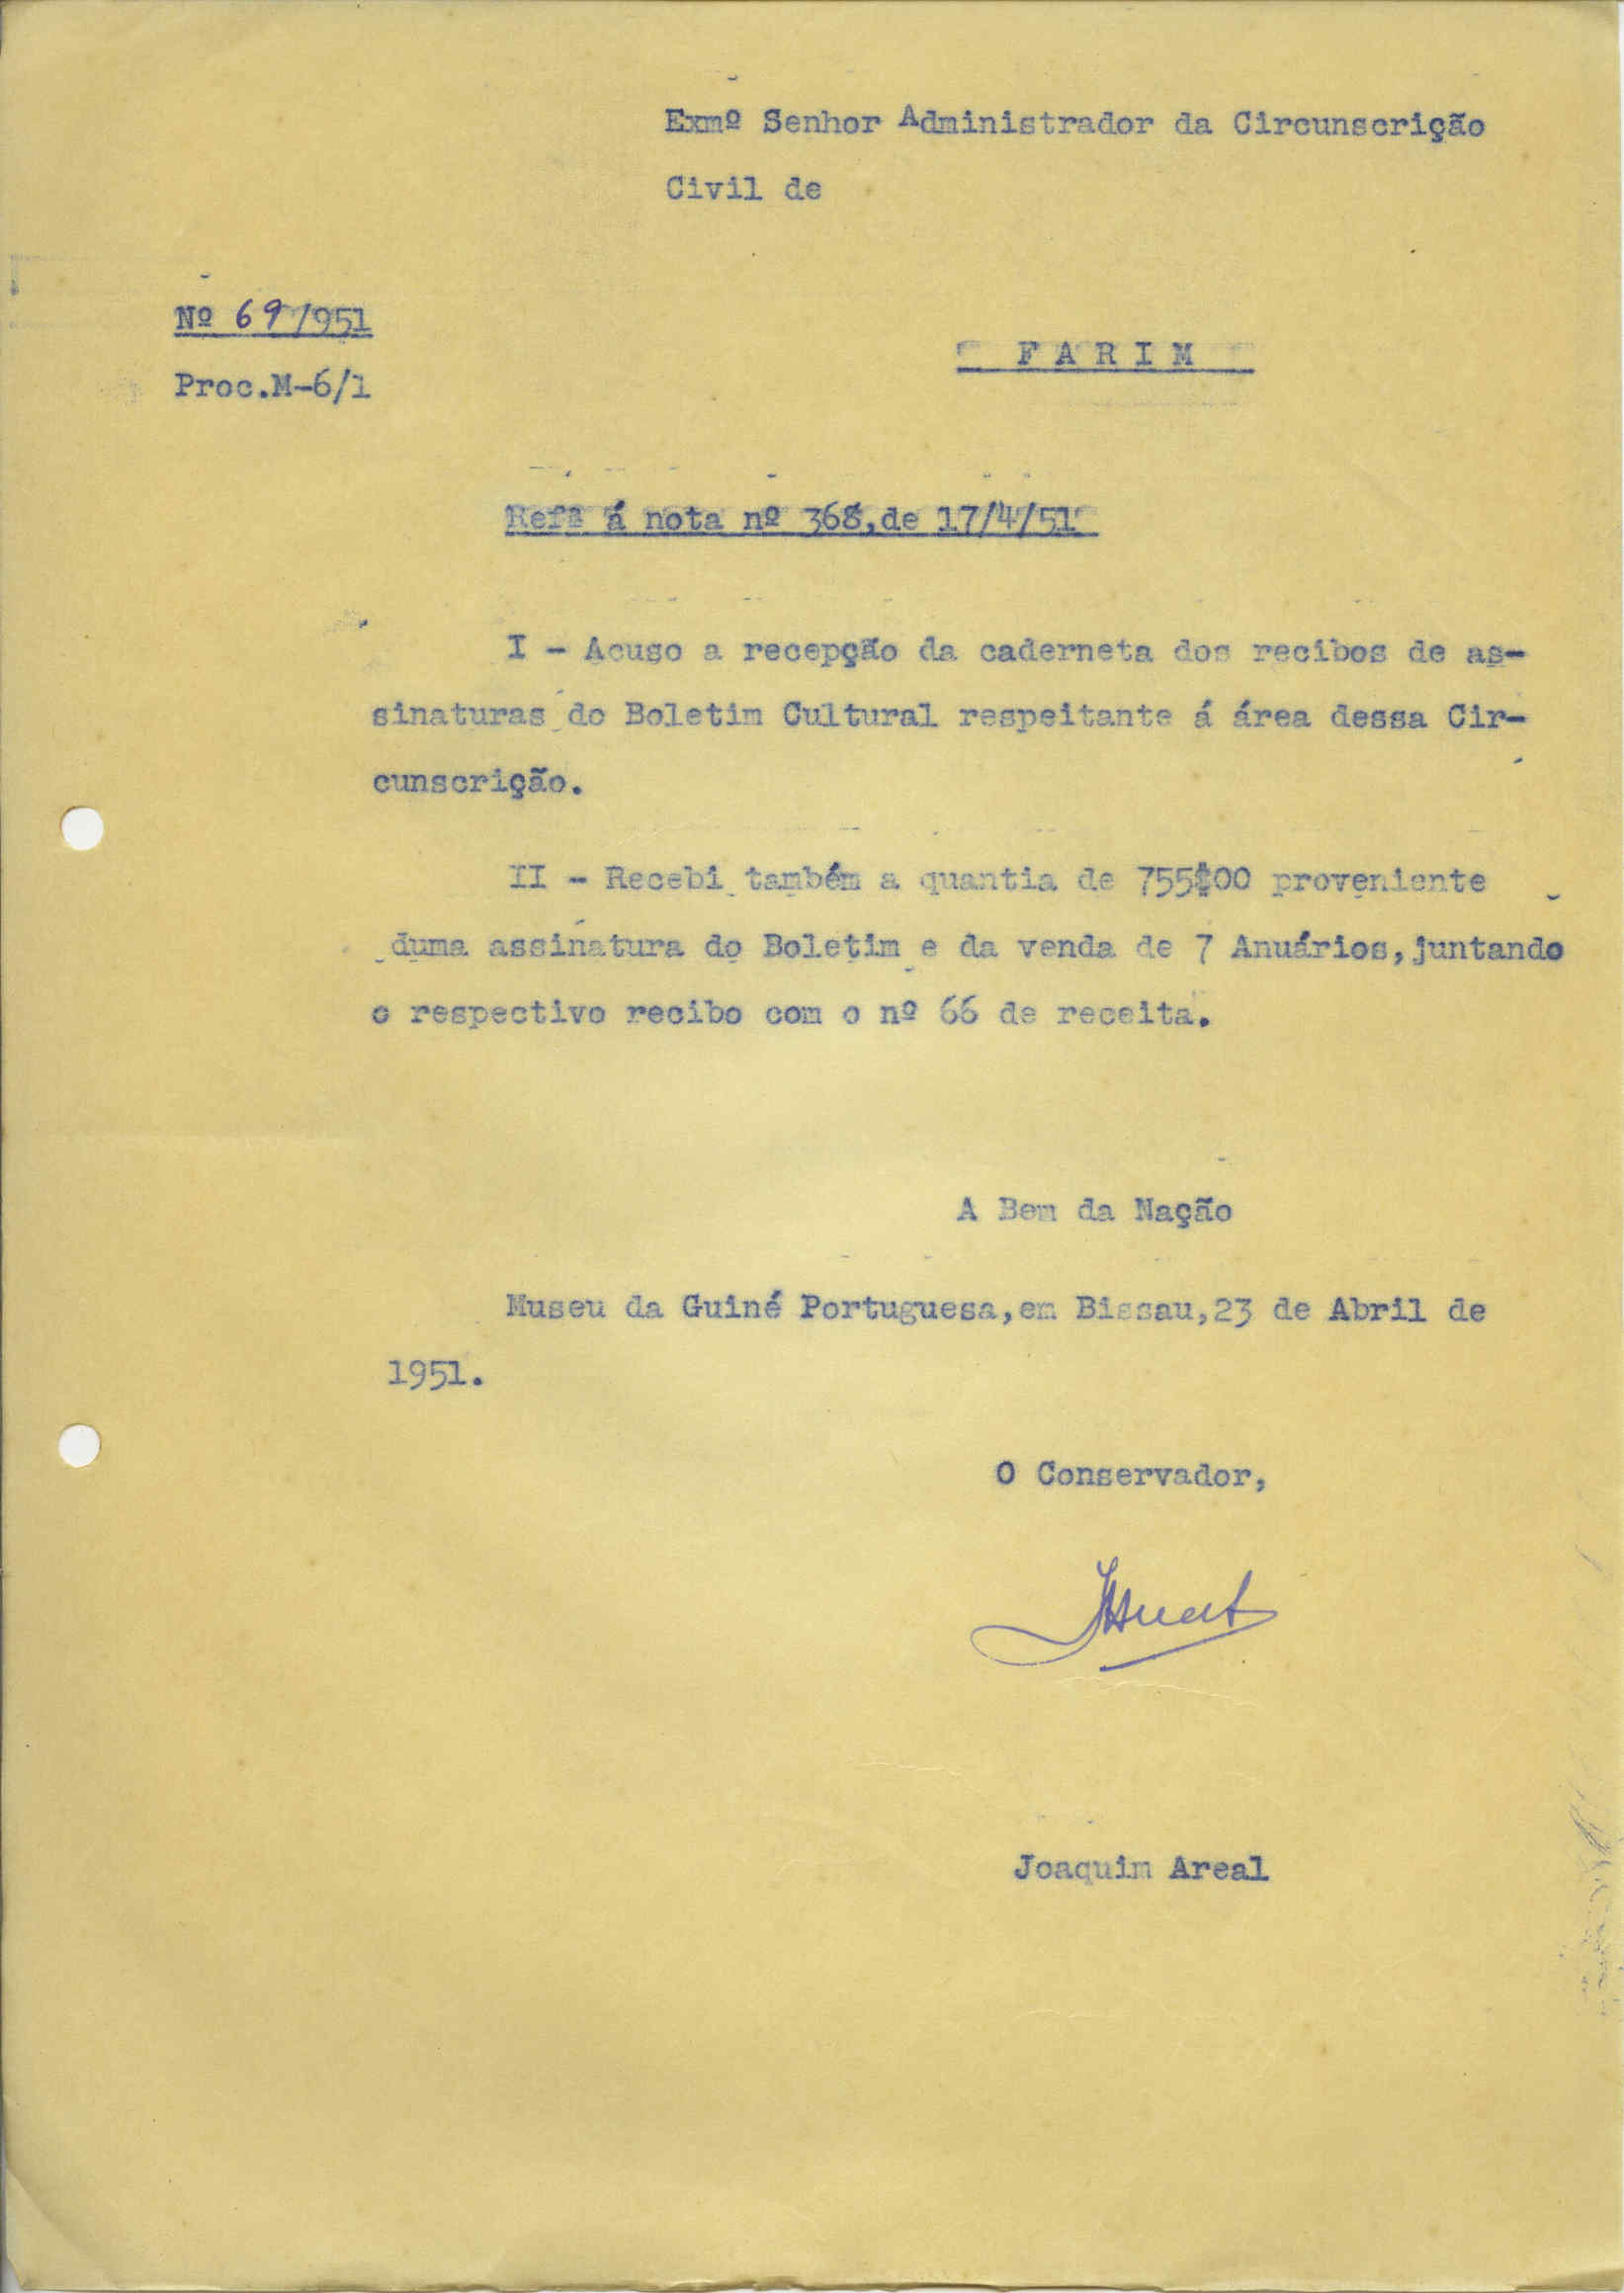 Exmº Senhor Administrador da Circunscrição
Civil de
Nº 69/951
F A R I M
Proc.M-6/1
Refª á nota nº 368,de 17/4/51
I - Acuso a recepção da caderneta dos recibos de as-
sinaturas do Boletim Cultural respeitante á área dessa Cir-
cunscrição.
II - Recebi também a quantia de 755$00 proveniente
duma assinatura do Boletim e da venda de 7 Anuários,juntando
o respectivo recibo com o nº 66 de receita.
A Bem da Nação
Museu da Guiné Portuguesa,em Bissau,23 de Abril de
1951.
O Conservador,
Joaquim Areal